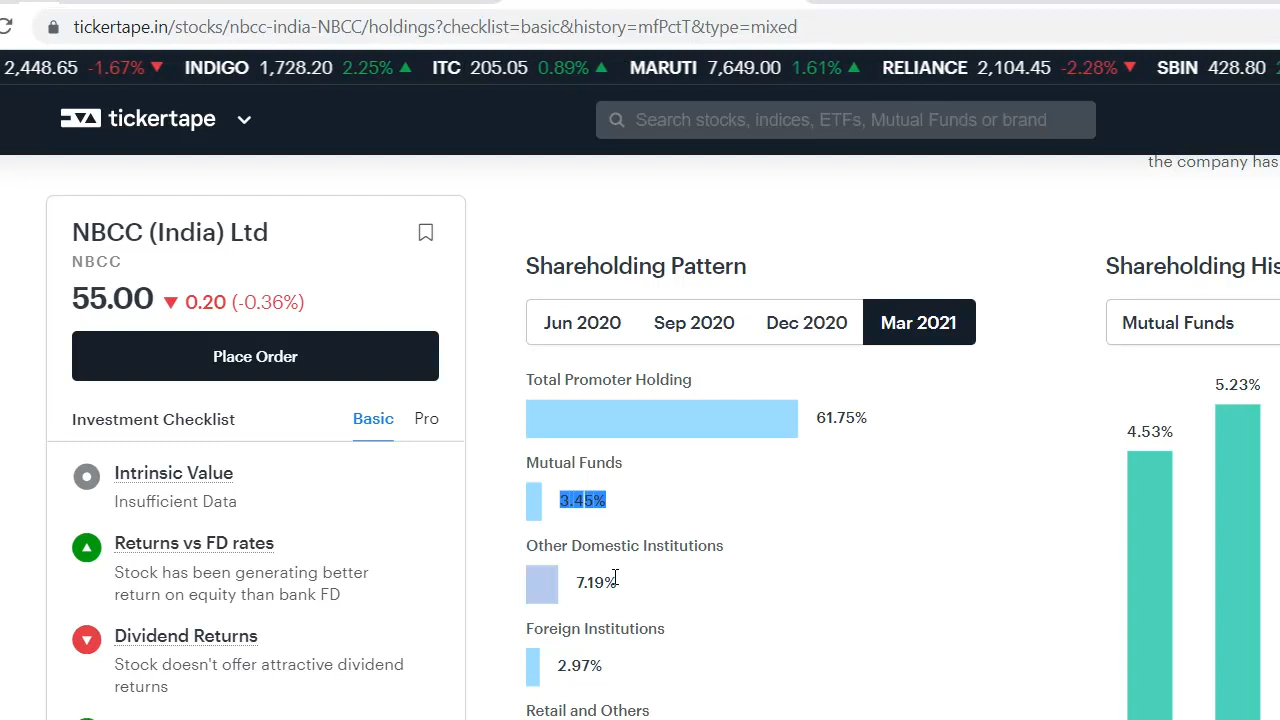 tickertape.in/stocks/nbcc-india-NBCC/holdings?checklist=basic&history=mfPctT&type=mixed
2,448.65 -1.67% ▼ INDIGO 1,728.20 2.25% ▲ ITC 205.05 0.89% ▲ MARUTI 7,649.00 1.61% ▲ RELIANCE 2,104.45 -2.28% ▼ SBIN 428.80
tickertape
Search stocks, indices, ETFs, Mutual Funds or brand
the company has
NBCC (India) Ltd
NBCC
55.00 ▼ 0.20 (-0.36%)
Place Order
Investment Checklist Basic Pro
Intrinsic Value
Insufficient Data
Returns vs FD rates
Stock has been generating better
return on equity than bank FD
Dividend Returns
Stock doesn't offer attractive dividend
returns
Shareholding Pattern
Jun 2020 Sep 2020 Dec 2020 Mar 2021
Total Promoter Holding
61.75%
Mutual Funds
3.45%
Other Domestic Institutions
7.19%
Foreign Institutions
2.97%
Retail and Others
Shareholding His
Mutual Funds
5.23%
4.53%